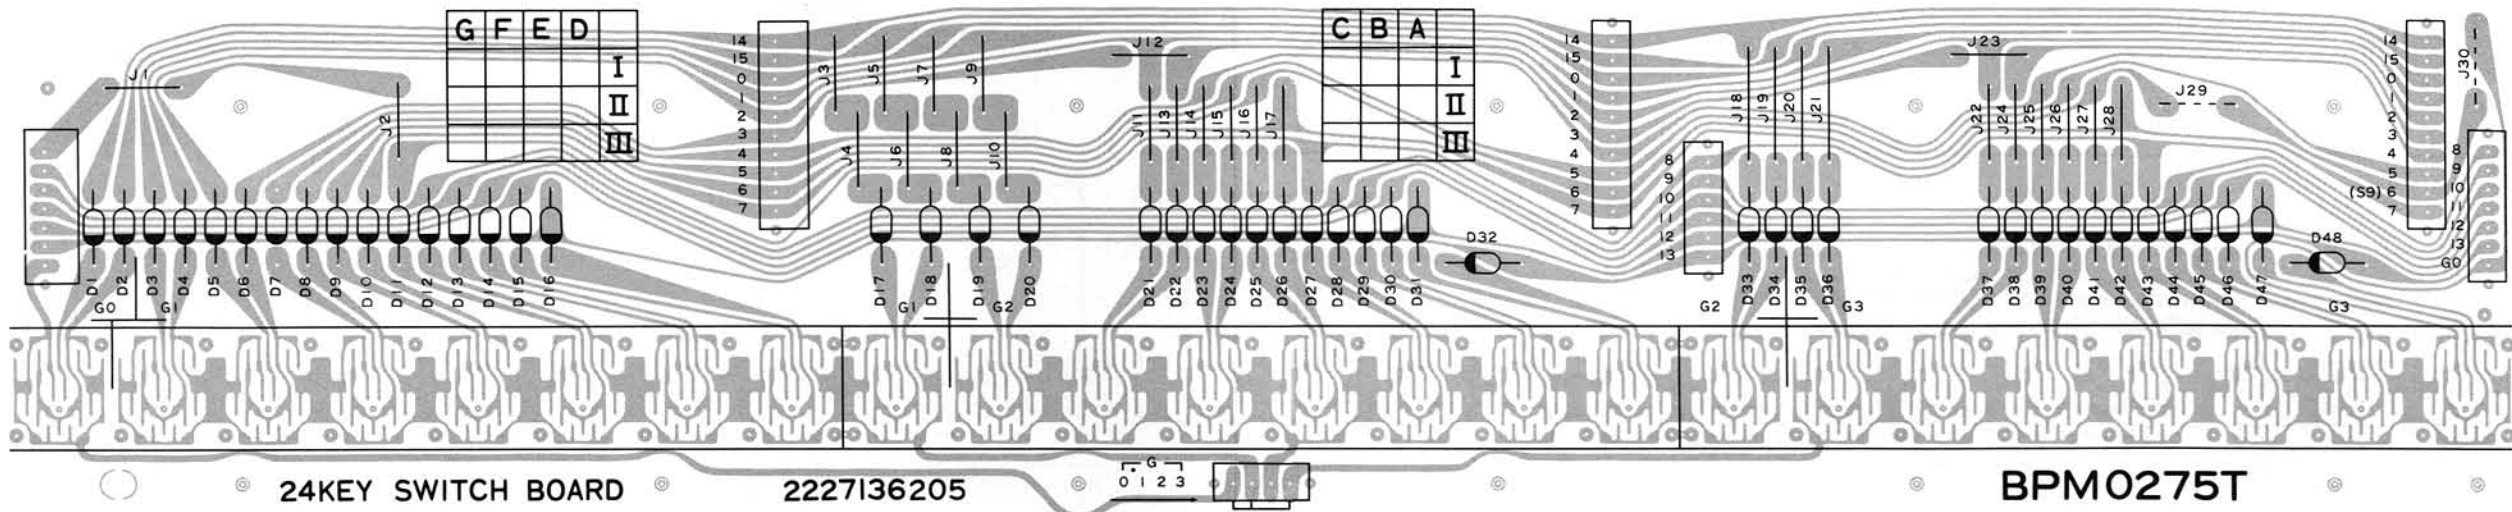 G F E D
I
II
III
C B A
I
II
III
14 15 0 1 2 3 4 5 6 7
14 15 0 1 2 3 4 5 6 7
14 15 0 1 2 3 4 5 (S9) 6 7
8 9 10 11 12 13
8 9 10 11 12 13 G0
J1 J2 J3 J5 J7 J9 J12 J23 J30
J4 J6 J8 J10 J11 J13 J14 J15 J16 J17 J18 J19 J20 J21 J22 J24 J25 J26 J27 J28 J29
D32 D48
D1 D2 D3 D4 D5 D6 D7 D8 D9 D10 D11 D12 D13 D14 D15 D16 D17 D18 D19 D20 D21 D22 D23 D24 D25 D26 D27 D28 D29 D30 D31 D33 D34 D35 D36 D37 D38 D39 D40 D41 D42 D43 D44 D45 D46 D47
G0 G1 G1 G2 G2 G3 G3
G
0 1 2 3
24KEY SWITCH BOARD 2227136205 BPM0275T